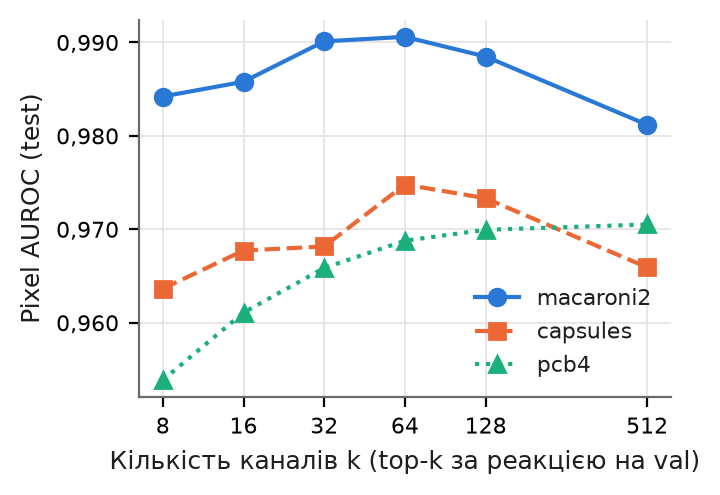 0,990
0,980
0,970
0,960
Pixel AUROC (test)
macaroni2
capsules
pcb4
8 16 32 64 128 512
Кількість каналів k (top-k за реакцією на val)